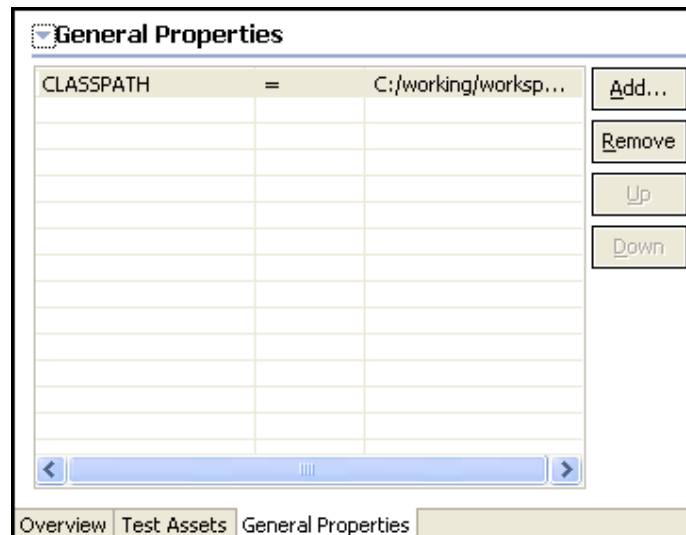 General Properties
CLASSPATH = C:/working/worksp...
Add...
Remove
Up
Down
Overview Test Assets General Properties